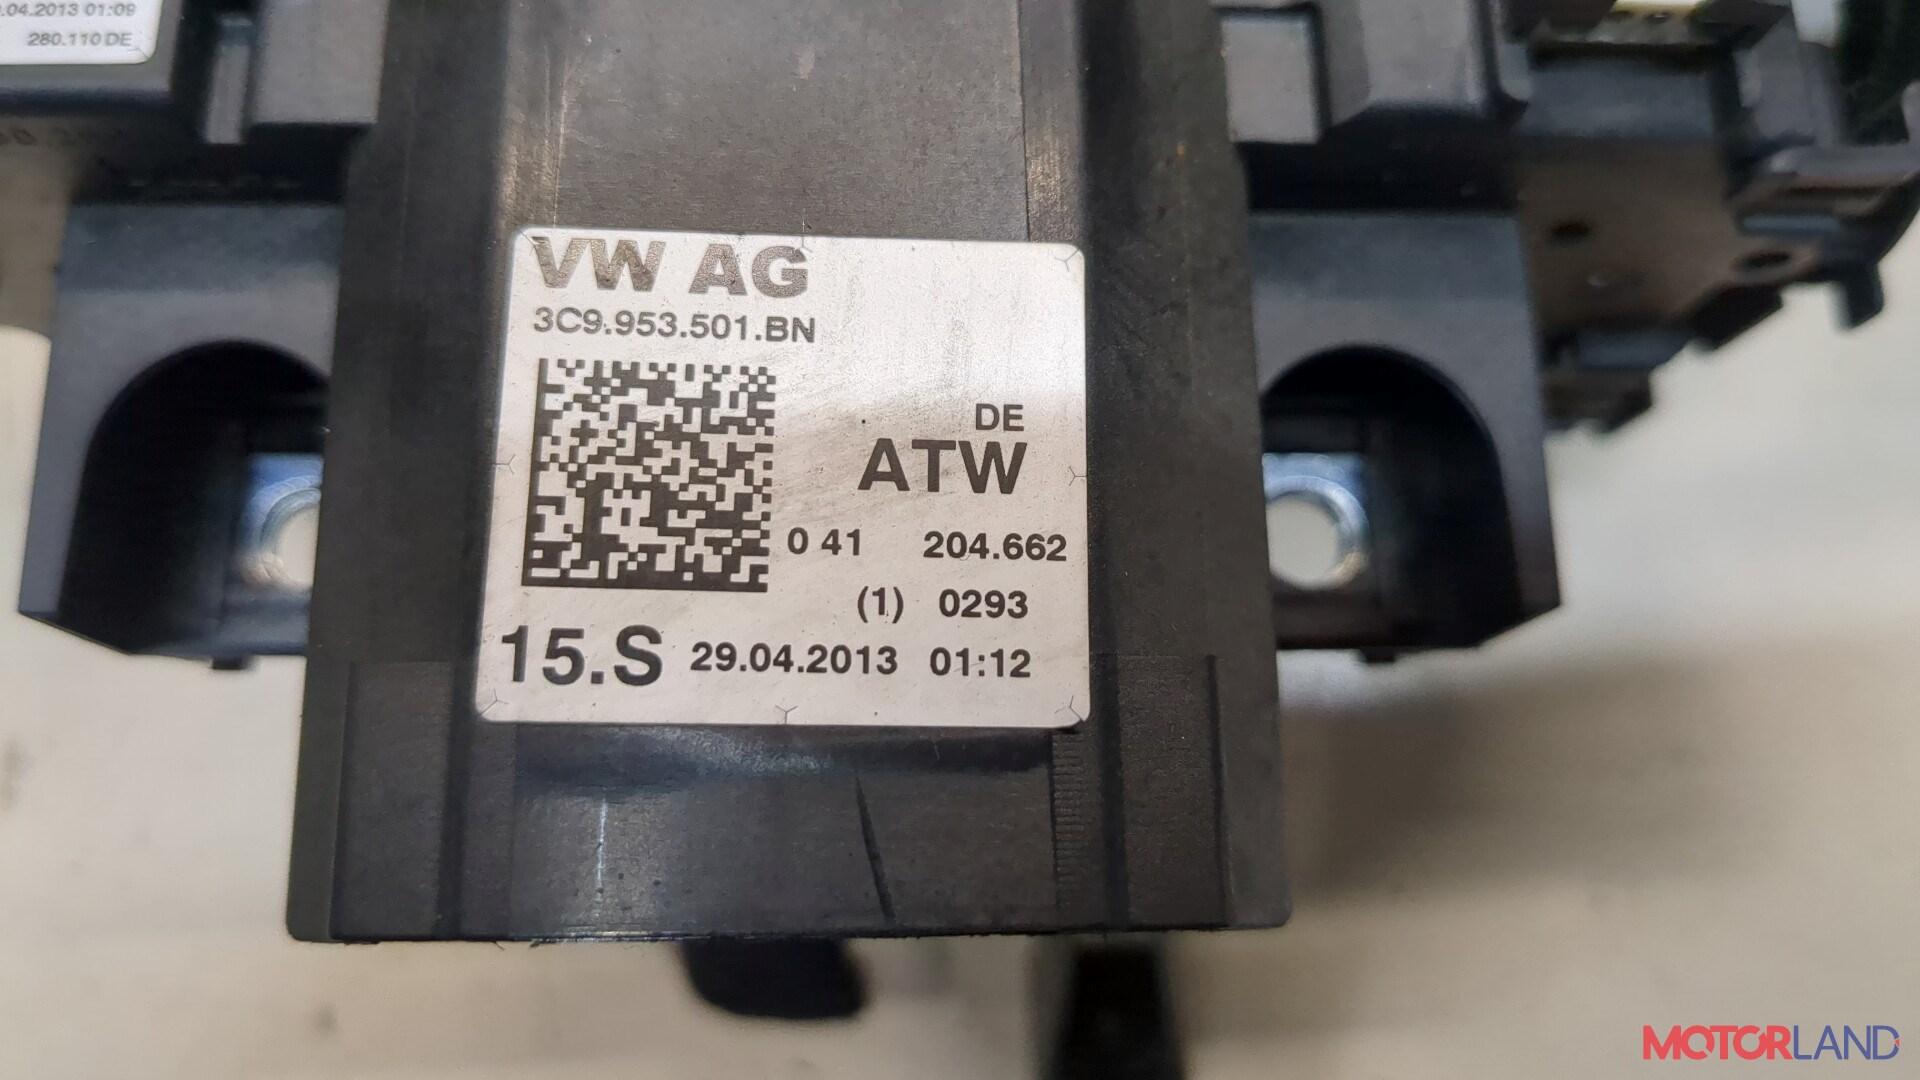 .04.2013 01:09
280.110 DE
VW AG
3C9.953.501.BN
DE
ATW
0 41 204.662
(1) 0293
15.S 29.04.2013 01:12
MOTORLAND